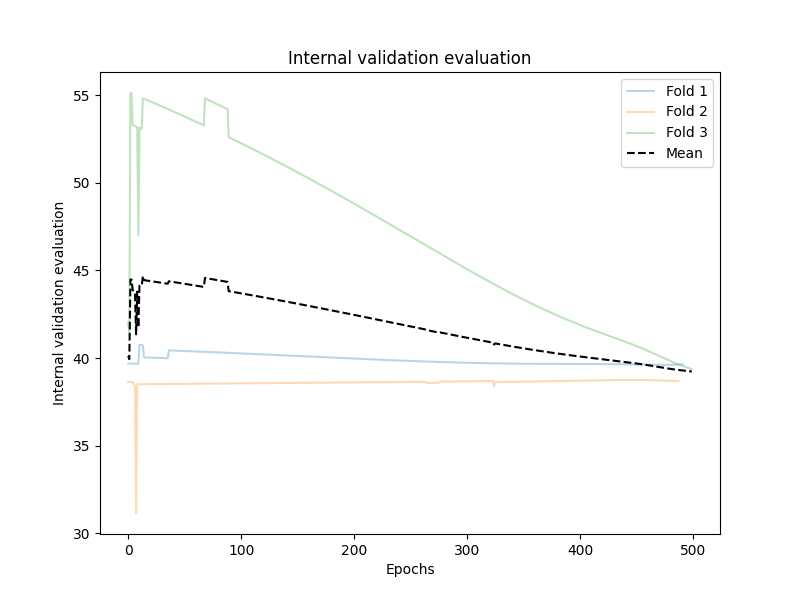 Internal validation evaluation
Fold 1
Fold 2
Fold 3
Mean
Internal validation evaluation
55
50
45
40
35
30
0 100 200 300 400 500
Epochs